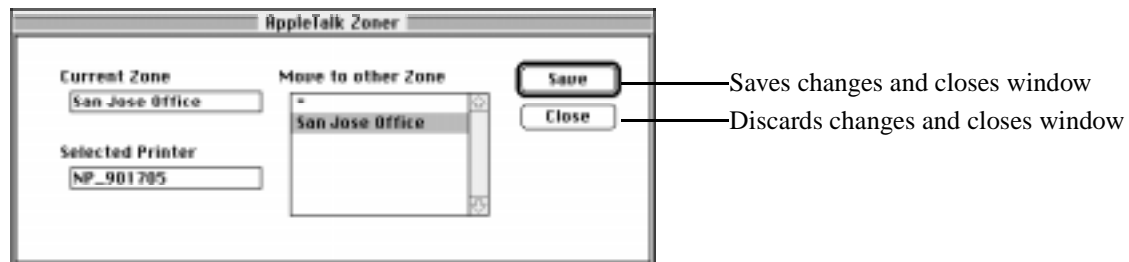 AppleTalk Zoner
Current Zone
San Jose Office
Move to other Zone
*
San Jose Office
Selected Printer
NP_901705
Save
Saves changes and closes window
Close
Discards changes and closes window